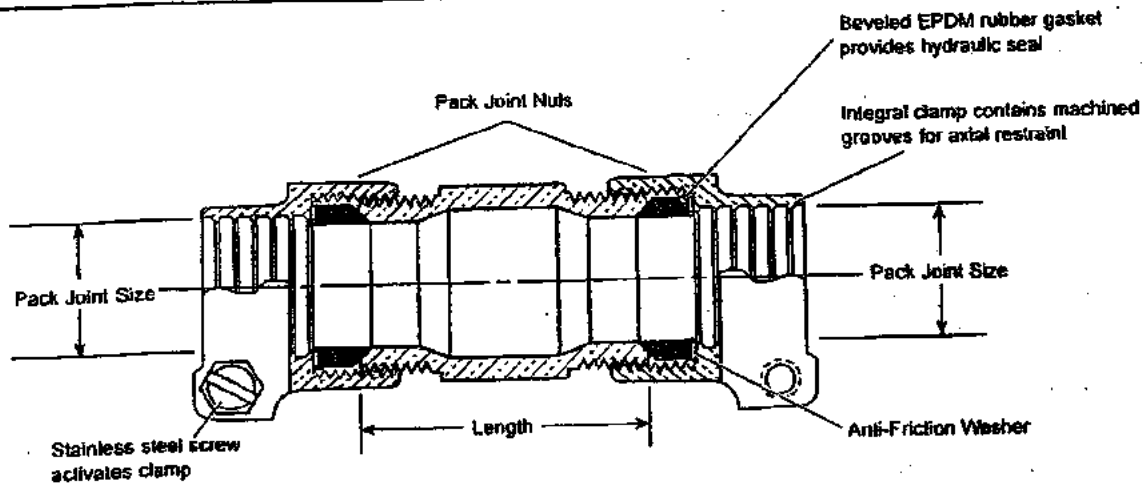 Beveled EPDM rubber gasket
provides hydraulic seal
Pack Joint Nuts
Integral clamp contains machined
grooves for axial restraint
Pack Joint Size
Pack Joint Size
Length
Anti-Friction Washer
Stainless steel screw
activates clamp